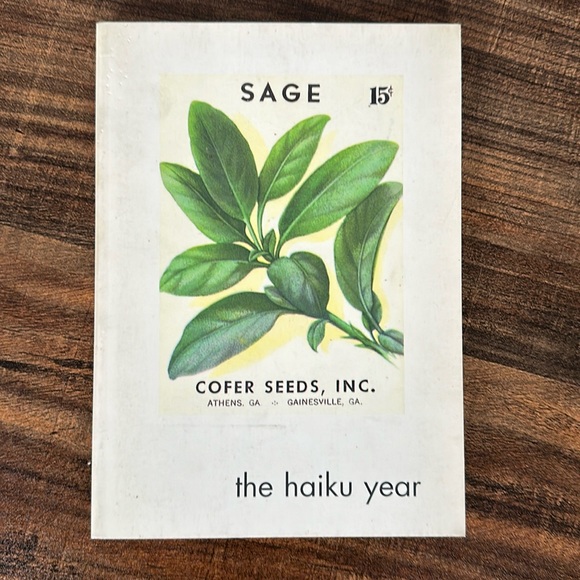 SAGE 15¢
COFER SEEDS, INC.
ATHENS, GA. ⁘ GAINESVILLE, GA.
the haiku year